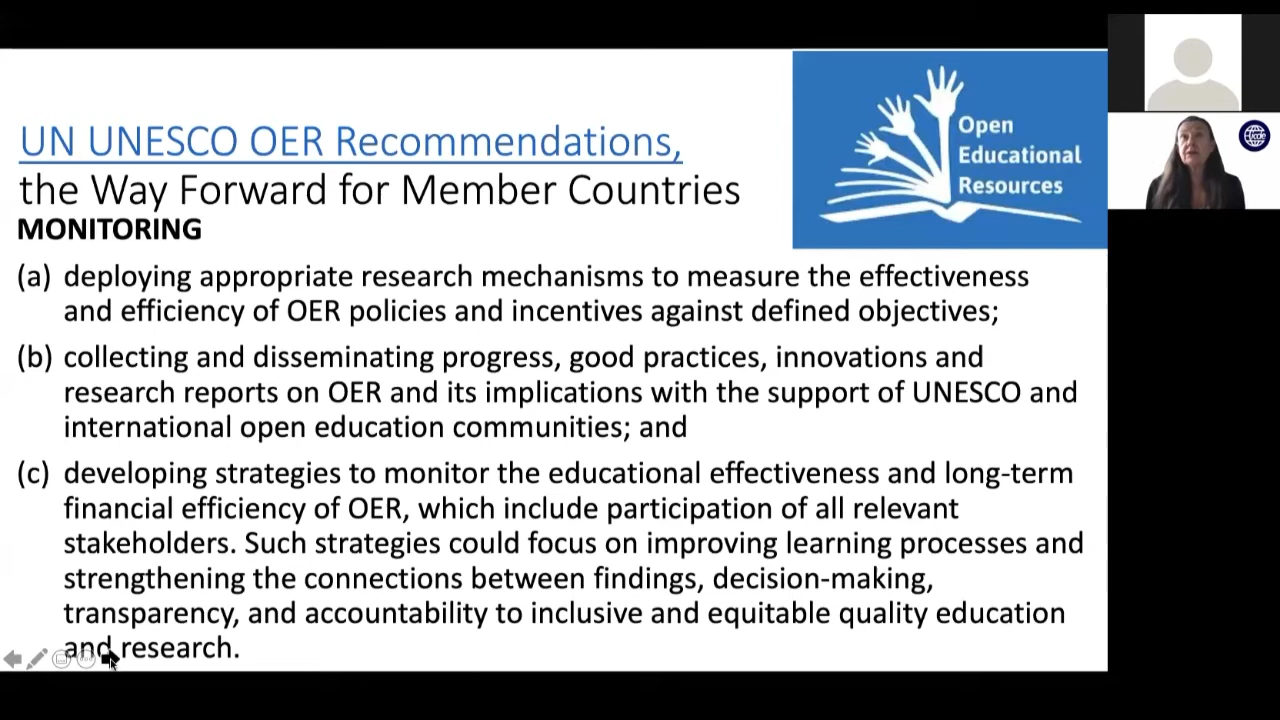 UN UNESCO OER Recommendations,
the Way Forward for Member Countries
MONITORING
Open
Educational
Resources
(a) deploying appropriate research mechanisms to measure the effectiveness
and efficiency of OER policies and incentives against defined objectives;
(b) collecting and disseminating progress, good practices, innovations and
research reports on OER and its implications with the support of UNESCO and
international open education communities; and
(c) developing strategies to monitor the educational effectiveness and long-term
financial efficiency of OER, which include participation of all relevant
stakeholders. Such strategies could focus on improving learning processes and
strengthening the connections between findings, decision-making,
transparency, and accountability to inclusive and equitable quality education
and research.
icde